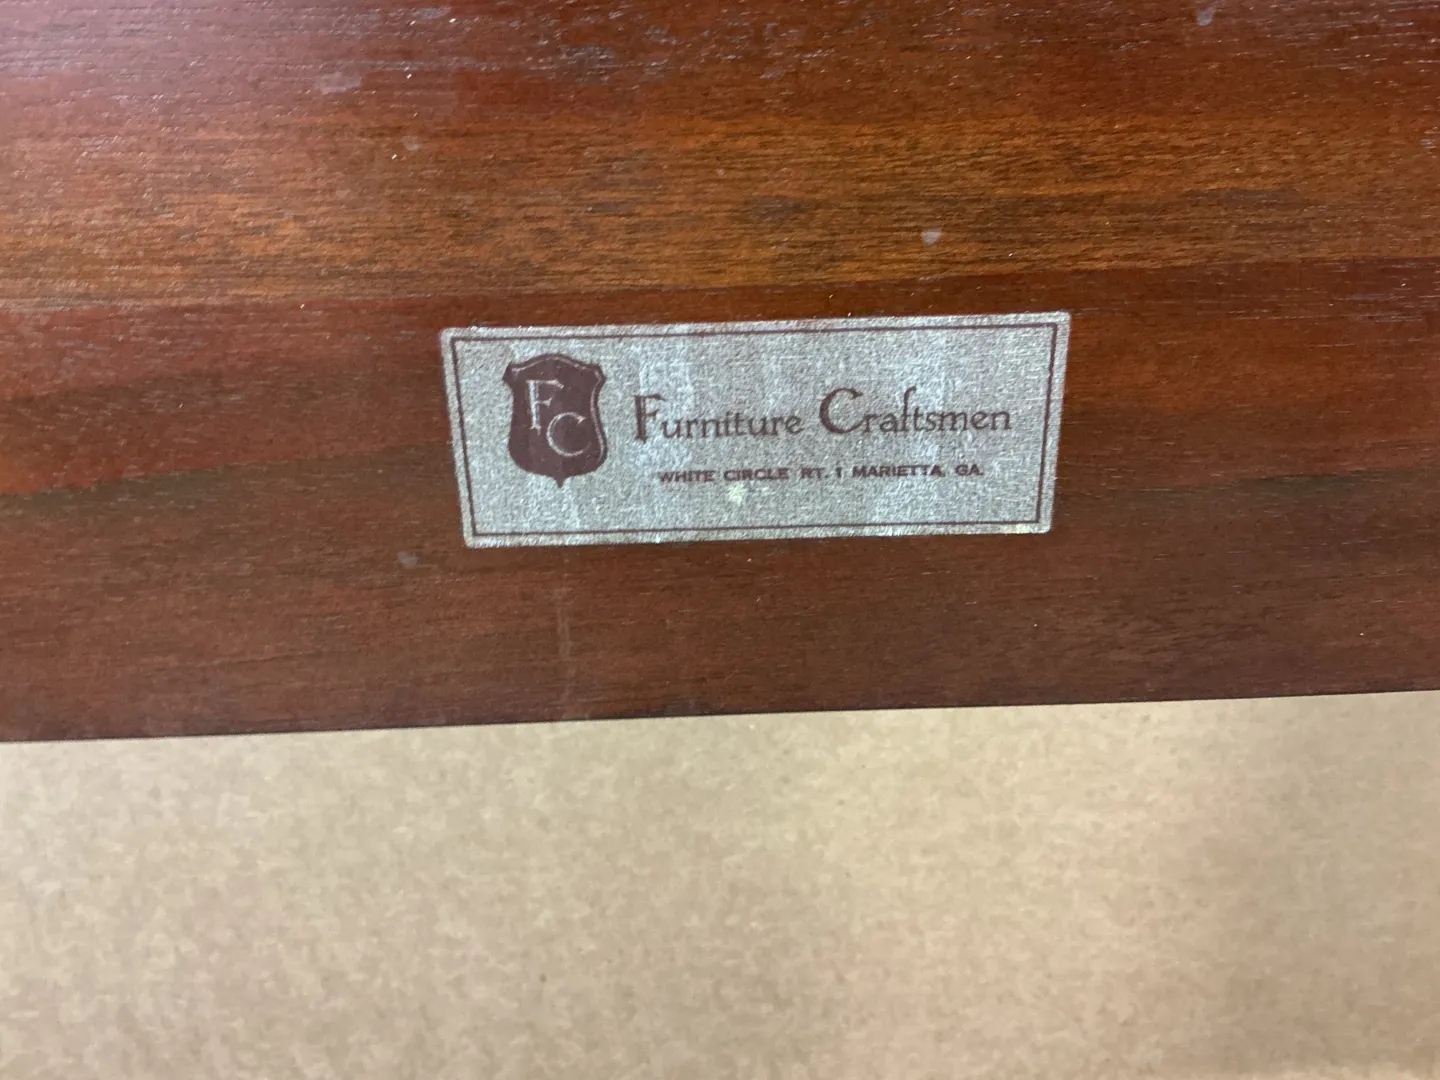 FC
Furniture Craftsmen
WHITE CIRCLE RT. 1 MARIETTA, GA.